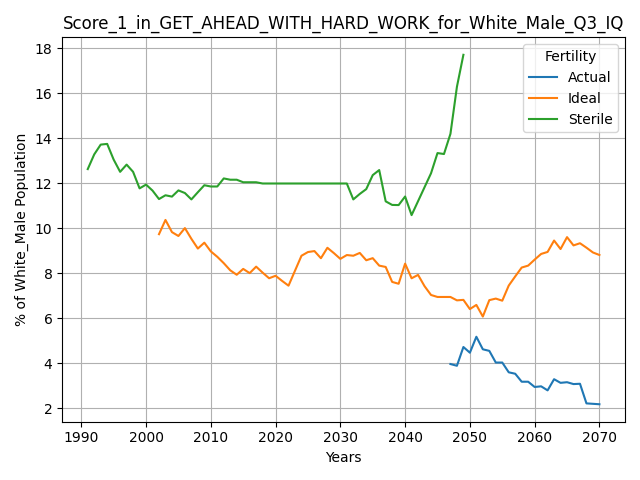 Score_1_in_GET_AHEAD_WITH_HARD_WORK_for_White_Male_Q3_IQ
% of White_Male Population
18
16
14
12
10
8
6
4
2
Fertility
Actual
Ideal
Sterile
1990 2000 2010 2020 2030 2040 2050 2060 2070
Years